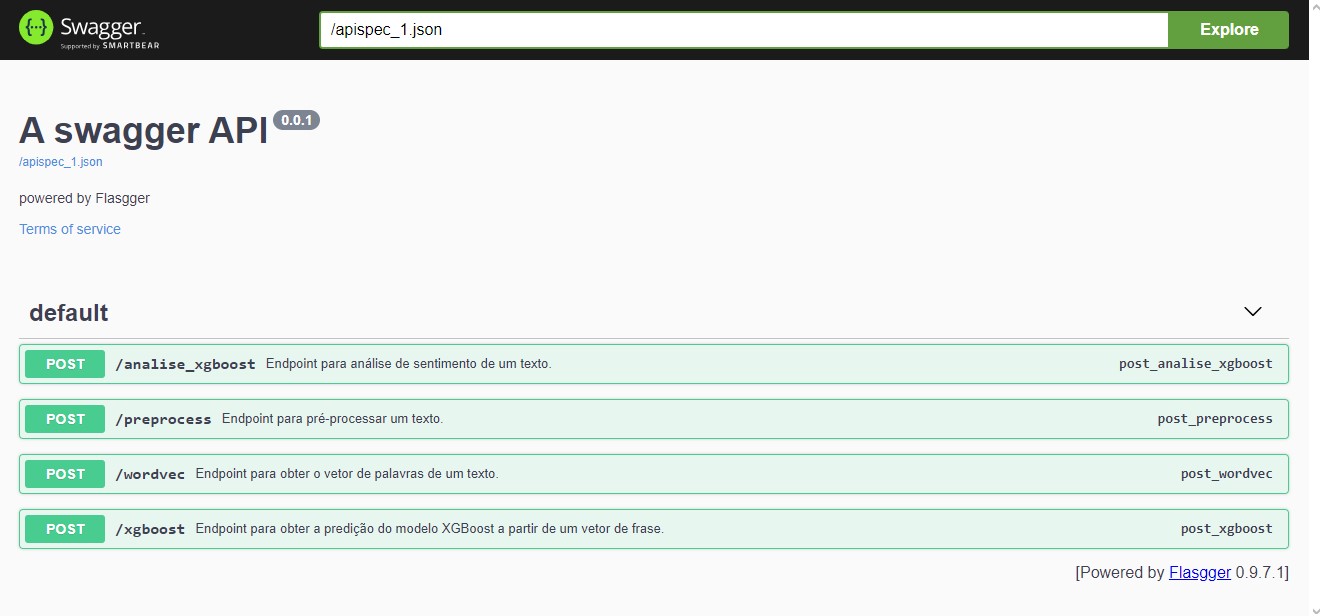 {···} Swagger
Supported by SMARTBEAR
/apispec_1.json
Explore
A swagger API 0.0.1
/apispec_1.json
powered by Flasgger
Terms of service
default
POST /analise_xgboost Endpoint para análise de sentimento de um texto. post_analise_xgboost
POST /preprocess Endpoint para pré-processar um texto. post_preprocess
POST /wordvec Endpoint para obter o vetor de palavras de um texto. post_wordvec
POST /xgboost Endpoint para obter a predição do modelo XGBoost a partir de um vetor de frase. post_xgboost
[Powered by Flasgger 0.9.7.1]